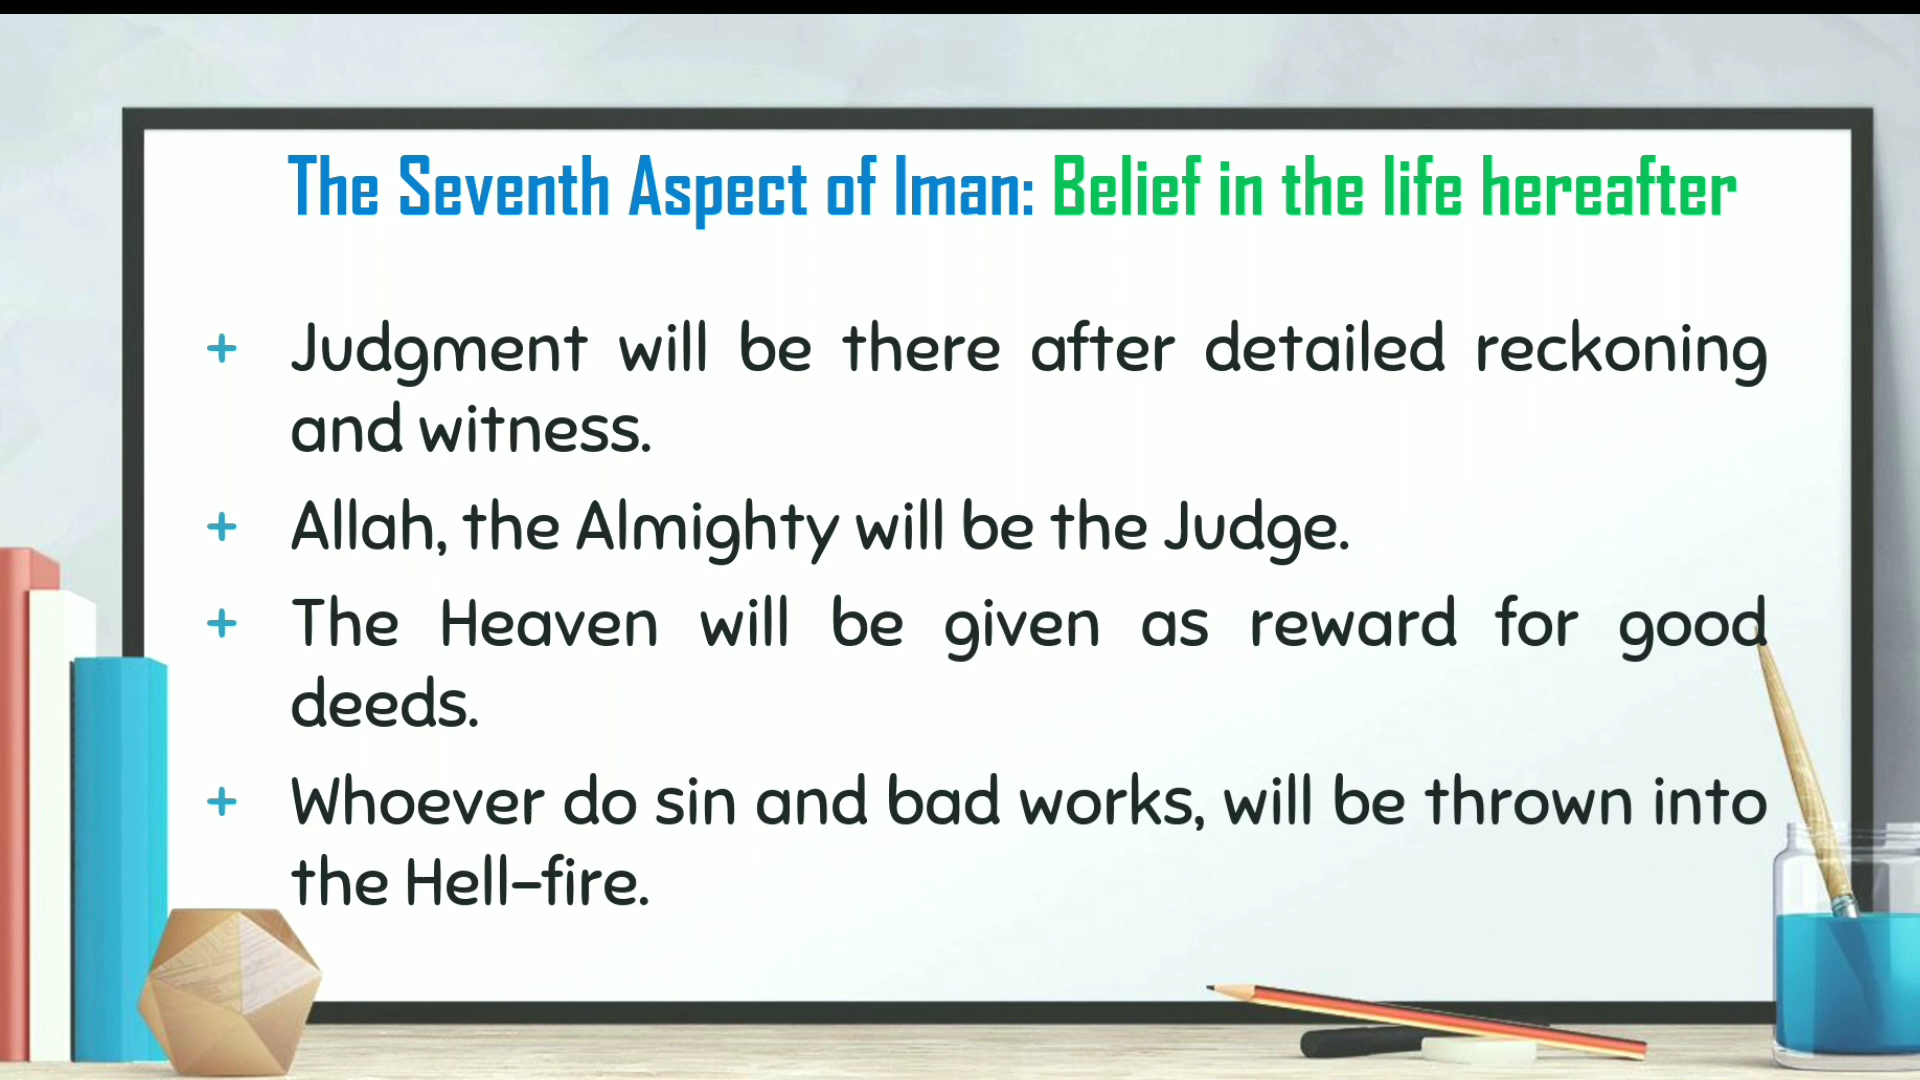 The Seventh Aspect of Iman: Belief in the life hereafter
+ Judgment will be there after detailed reckoning
and witness.
+ Allah, the Almighty will be the Judge.
+ The Heaven will be given as reward for good
deeds.
+ Whoever do sin and bad works, will be thrown into
the Hell-fire.